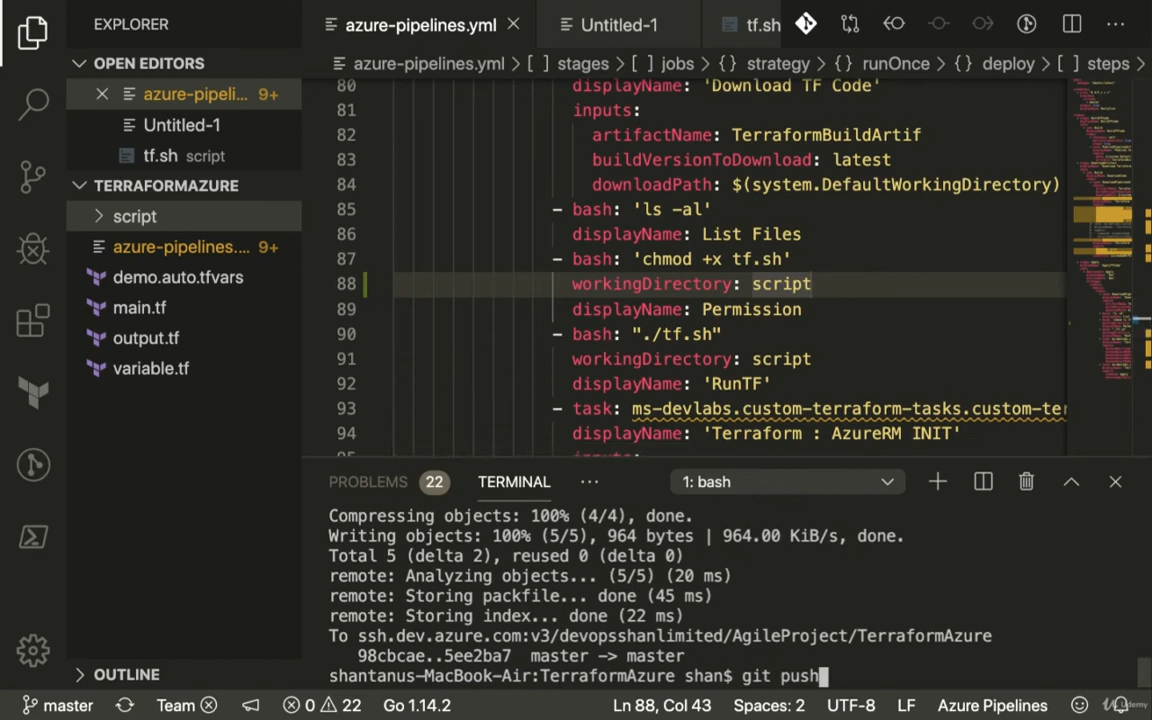 EXPLORER
OPEN EDITORS
azure-pipeli... 9+
Untitled-1
tf.sh script
TERRAFORMAZURE
script
azure-pipelines.... 9+
demo.auto.tfvars
main.tf
output.tf
variable.tf
OUTLINE
azure-pipelines.yml
Untitled-1
tf.sh
azure-pipelines.yml > [ ] stages > [ ] jobs > {} strategy > {} runOnce > {} deploy > [ ] steps >
80 displayName: 'Download TF Code'
81 inputs:
82 artifactName: TerraformBuildArtif
83 buildVersionToDownload: latest
84 downloadPath: $(system.DefaultWorkingDirectory)
85 - bash: 'ls -al'
86 displayName: List Files
87 - bash: 'chmod +x tf.sh'
88 workingDirectory: script
89 displayName: Permission
90 - bash: "./tf.sh"
91 workingDirectory: script
92 displayName: 'RunTF'
93 - task: ms-devlabs.custom-terraform-tasks.custom-ter
94 displayName: 'Terraform : AzureRM INIT'
inputs:
PROBLEMS 22 TERMINAL ... 1: bash
Compressing objects: 100% (4/4), done.
Writing objects: 100% (5/5), 964 bytes | 964.00 KiB/s, done.
Total 5 (delta 2), reused 0 (delta 0)
remote: Analyzing objects... (5/5) (20 ms)
remote: Storing packfile... done (45 ms)
remote: Storing index... done (22 ms)
To ssh.dev.azure.com:v3/devopsshanlimited/AgileProject/TerraformAzure
98cbcae..5ee2ba7 master -> master
shantanus-MacBook-Air:TerraformAzure shan$ git push
master Team 0 22 Go 1.14.2 Ln 88, Col 43 Spaces: 2 UTF-8 LF Azure Pipelines
Udemy